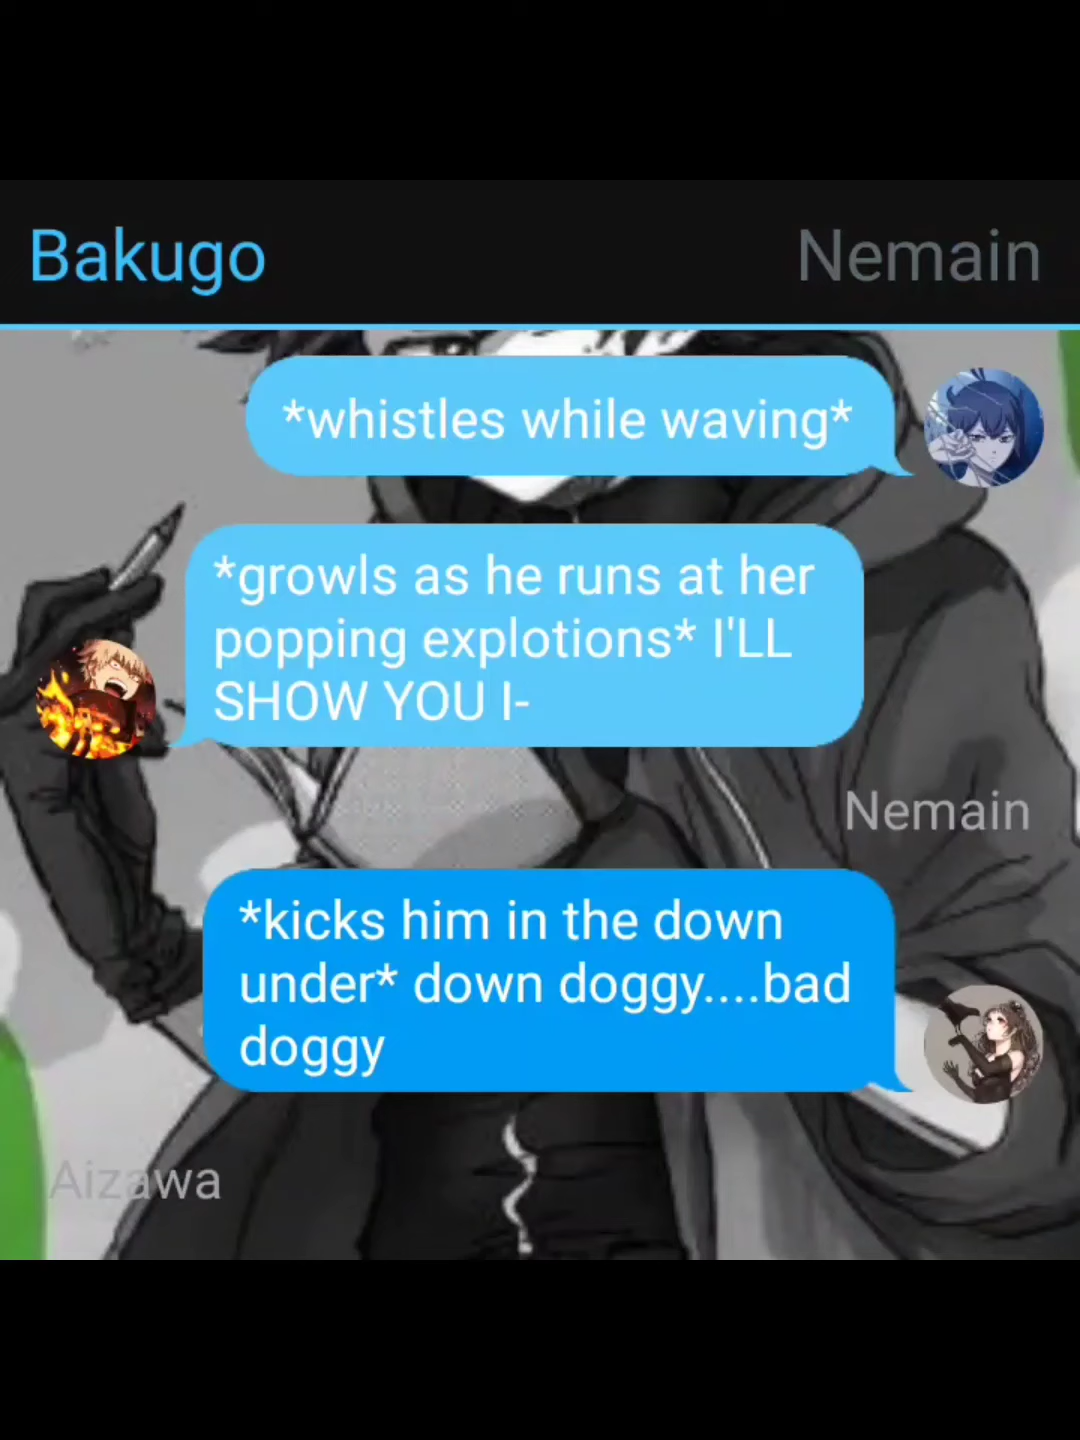 Bakugo
Nemain
*whistles while waving*
*growls as he runs at her
popping explotions* I'LL
SHOW YOU I-
Nemain
*kicks him in the down
under* down doggy....bad
doggy
Aizawa